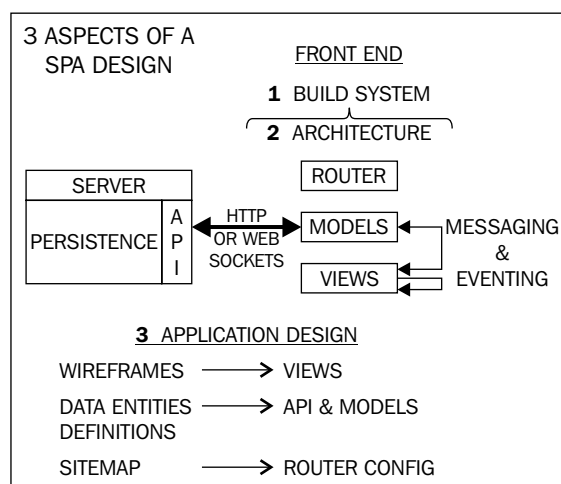 3 ASPECTS OF A
SPA DESIGN
FRONT END
1 BUILD SYSTEM
2 ARCHITECTURE
ROUTER
SERVER
PERSISTENCE
A
P
I
HTTP
OR WEB
SOCKETS
MODELS
VIEWS
MESSAGING
&
EVENTING
3 APPLICATION DESIGN
WIREFRAMES VIEWS
DATA ENTITIES API & MODELS
DEFINITIONS
SITEMAP ROUTER CONFIG